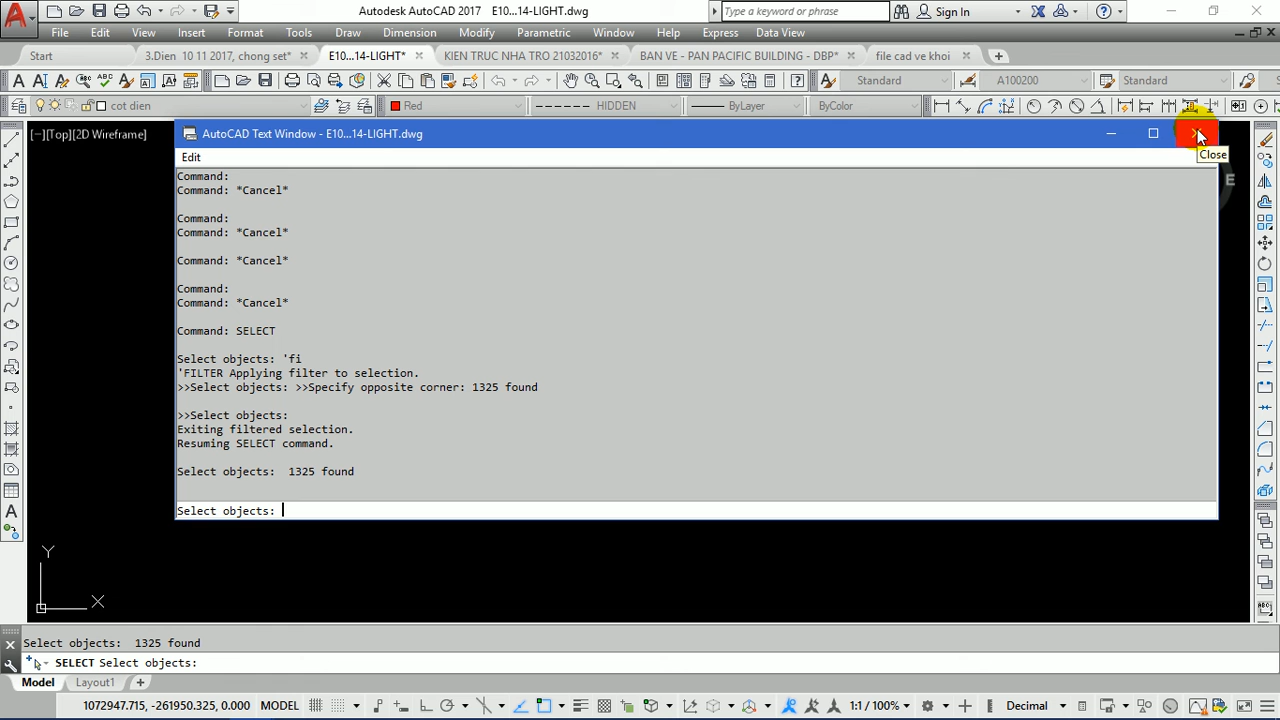 Autodesk AutoCAD 2017 E10...14-LIGHT.dwg
Type a keyword or phrase
Sign In
File Edit View Insert Format Tools Draw Dimension Modify Parametric Window Help Express Data View
Start
3.Dien 10 11 2017, chong set*
E10...14-LIGHT*
KIEN TRUC NHA TRO 21032016*
BAN VE - PAN PACIFIC BUILDING - DBP*
file cad ve khoi
Standard
A100200
Standard
cot dien
Red
HIDDEN
ByLayer
ByColor
[−][Top][2D Wireframe]
AutoCAD Text Window - E10...14-LIGHT.dwg
Close
Edit
E
Command:
Command: *Cancel*
Command:
Command: *Cancel*
Command: *Cancel*
Command:
Command: *Cancel*
Command: SELECT
Select objects: 'fi
'FILTER Applying filter to selection.
>>Select objects: >>Specify opposite corner: 1325 found
>>Select objects:
Exiting filtered selection.
Resuming SELECT command.
Select objects: 1325 found
Select objects:
Y
X
Select objects: 1325 found
SELECT Select objects:
Model Layout1
1072947.715, -261950.325, 0.000 MODEL
1:1 / 100%
Decimal